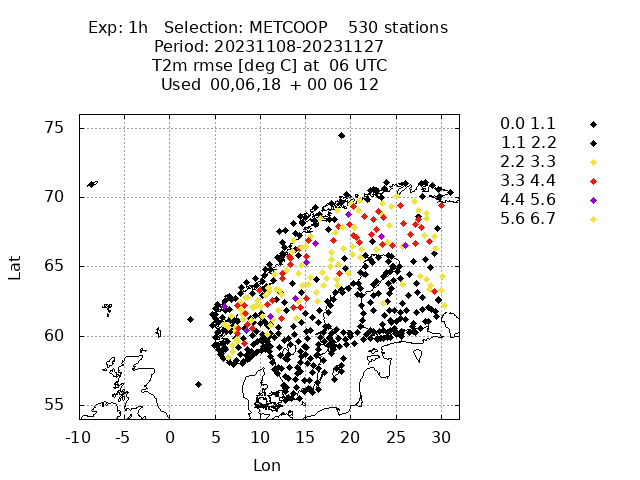 Exp: 1h   Selection: METCOOP    530 stations
Period: 20231108-20231127
T2m rmse [deg C] at  06 UTC
Used  00,06,18  + 00 06 12
75
70
65
60
55
Lat
-10 -5 0 5 10 15 20 25 30
Lon
0.0 1.1
1.1 2.2
2.2 3.3
3.3 4.4
4.4 5.6
5.6 6.7